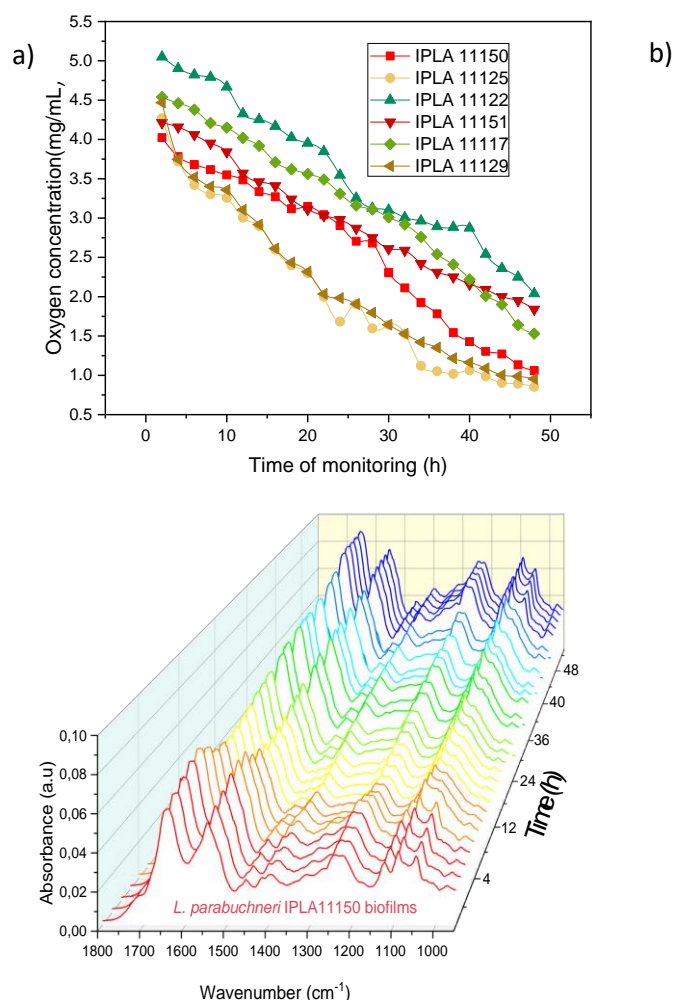 a)
b)
Oxygen concentration(mg/mL,
5.5
5.0
4.5
4.0
3.5
3.0
2.5
2.0
1.5
1.0
0.5
IPLA 11150
IPLA 11125
IPLA 11122
IPLA 11151
IPLA 11117
IPLA 11129
0 10 20 30 40 50
Time of monitoring (h)
Absorbance (a.u)
0,10
0,08
0,06
0,04
0,02
0,00
L. parabuchneri IPLA11150 biofilms
1800 1700 1600 1500 1400 1300 1200 1100 1000
Wavenumber (cm⁻¹)
48
40
36
24
12
4
Time(h)